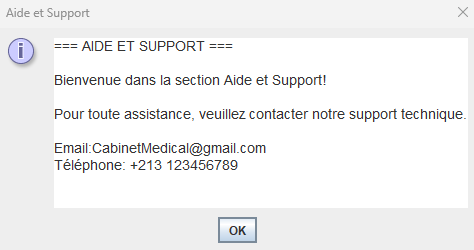 Aide et Support
=== AIDE ET SUPPORT ===
Bienvenue dans la section Aide et Support!
Pour toute assistance, veuillez contacter notre support technique.
Email:CabinetMedical@gmail.com
Téléphone: +213 123456789
OK